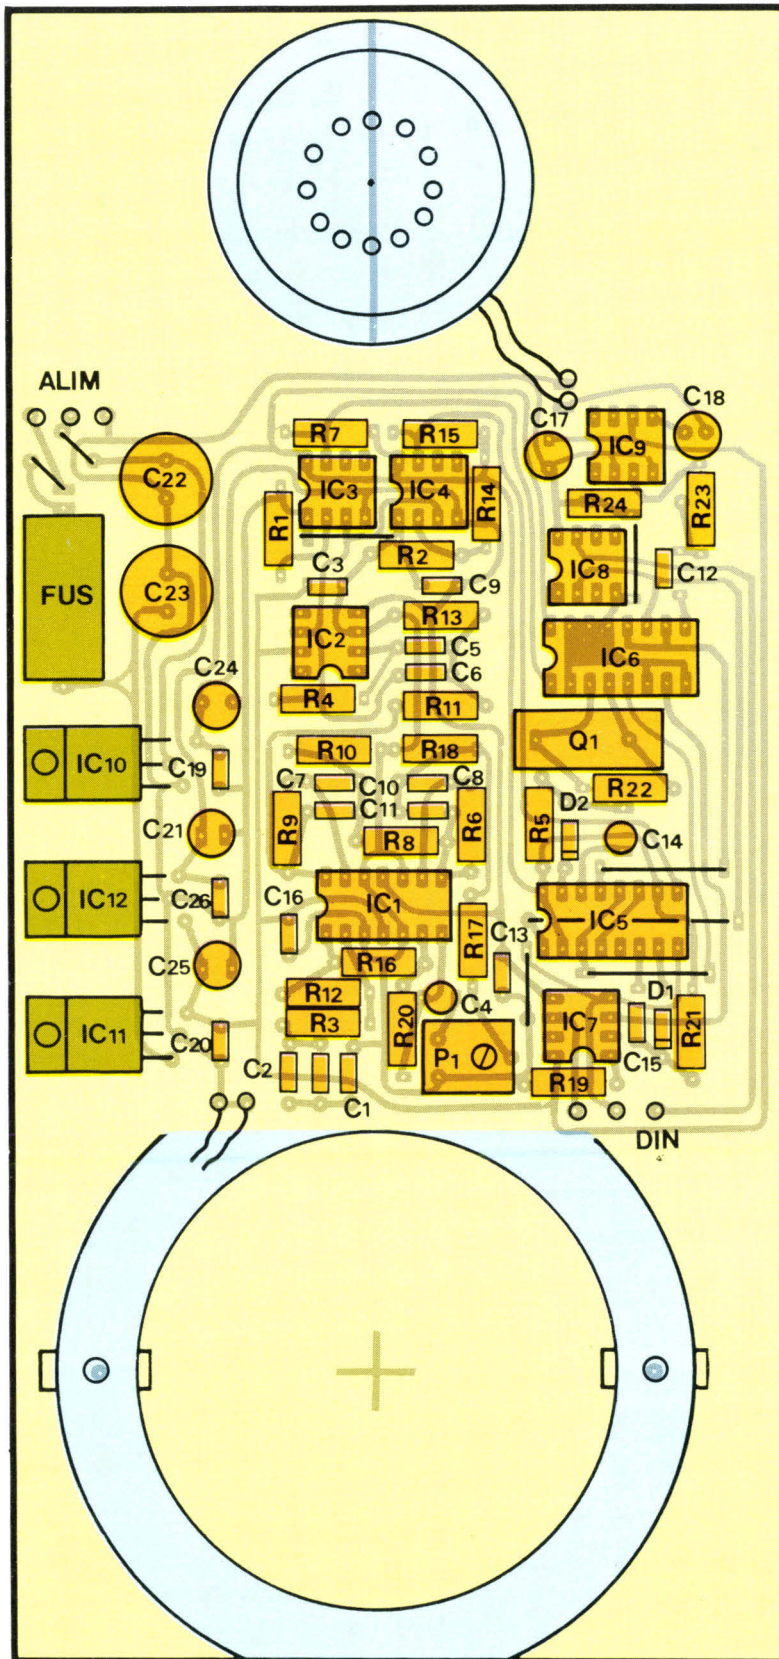 ALIM
C18
C17
R7
R15
IC9
C22
IC3
IC4
R14
R24
R23
R1
R2
IC8
C12
C3
C9
FUS
C23
R13
IC2
C5
IC6
C6
C24
R4
R11
Q1
IC10
R10
R18
C19
C7
C10
C8
R22
C11
D2
C21
R9
R8
R6
R5
C14
IC12
C26
IC1
C16
IC5
R17
C13
C25
R16
R12
C4
D1
IC11
R3
R20
IC7
R21
C20
P1
C15
C2
R19
C1
DIN